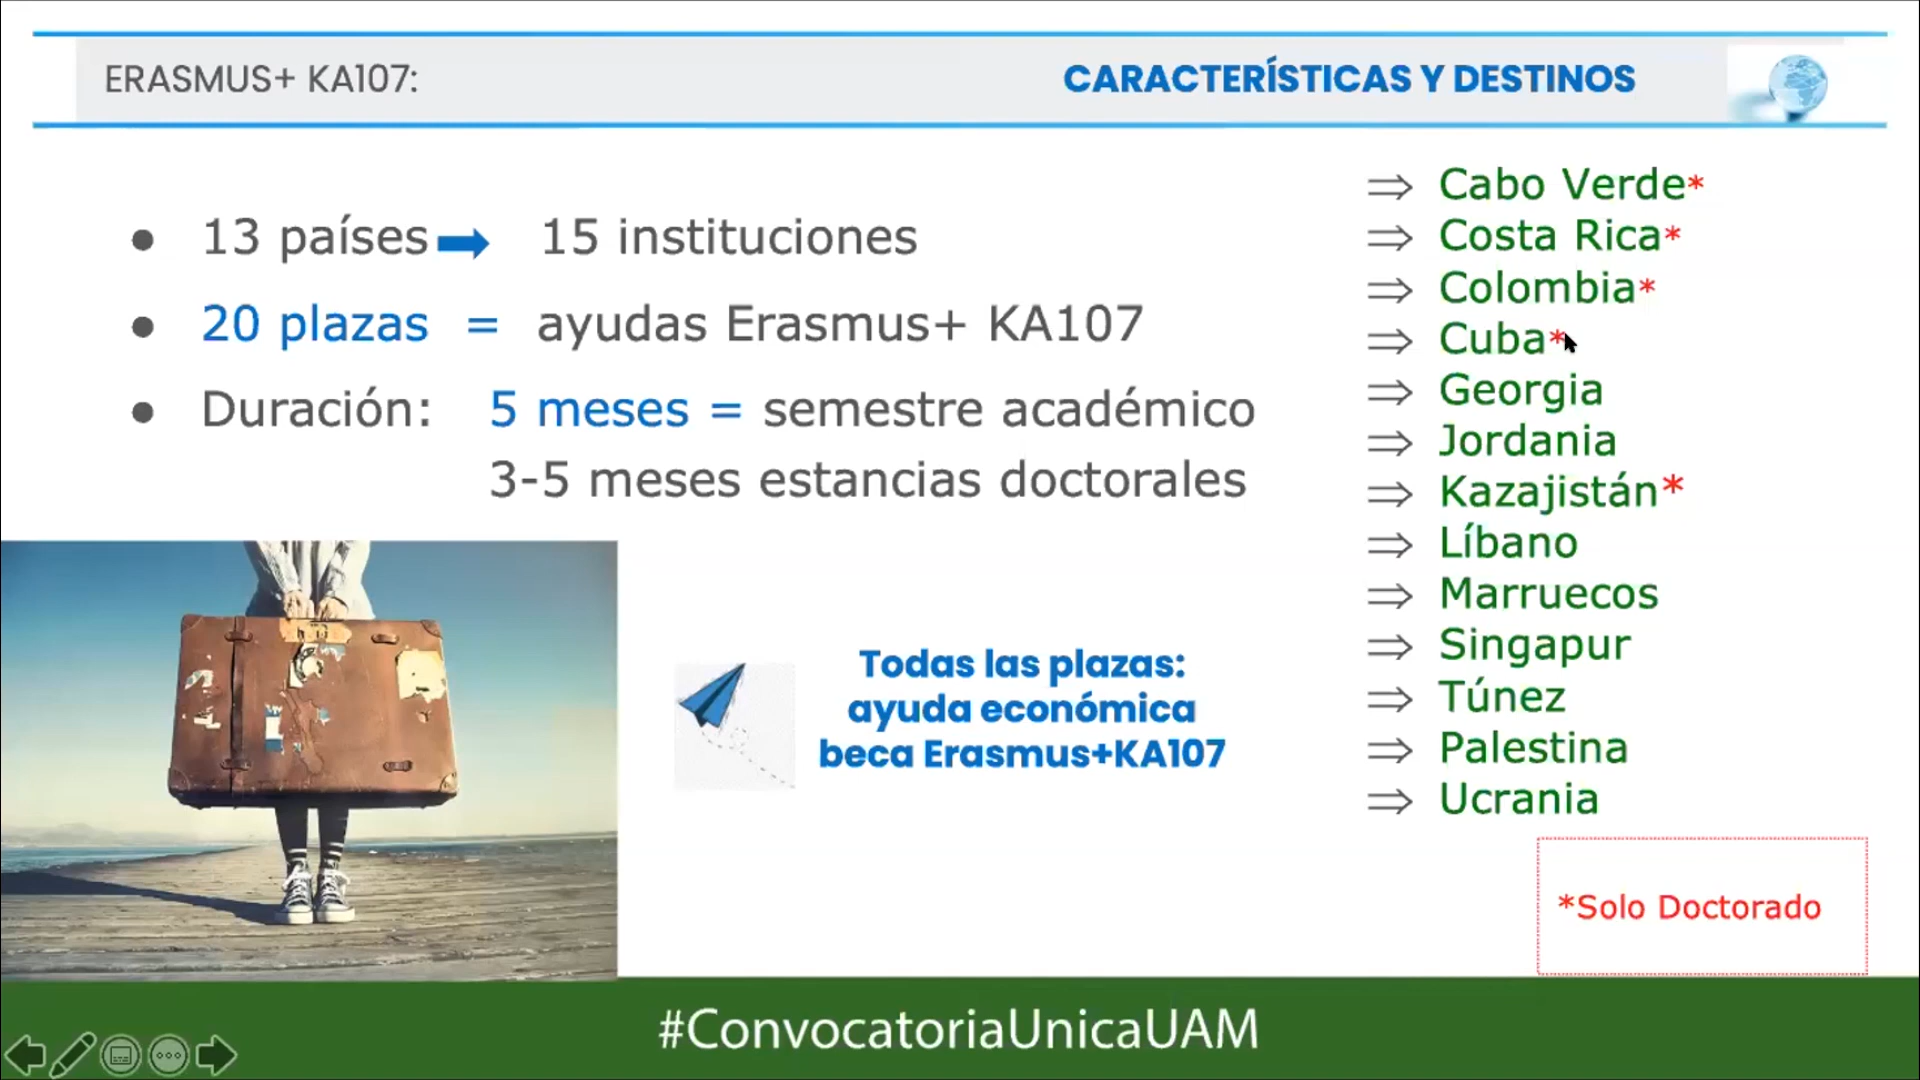 ERASMUS+ KA107:
CARACTERÍSTICAS Y DESTINOS
● 13 países ➡ 15 instituciones
● 20 plazas = ayudas Erasmus+ KA107
● Duración: 5 meses = semestre académico
3-5 meses estancias doctorales
Todas las plazas:
ayuda económica
beca Erasmus+KA107
⇒ Cabo Verde*
⇒ Costa Rica*
⇒ Colombia*
⇒ Cuba*
⇒ Georgia
⇒ Jordania
⇒ Kazajistán*
⇒ Líbano
⇒ Marruecos
⇒ Singapur
⇒ Túnez
⇒ Palestina
⇒ Ucrania
*Solo Doctorado
#ConvocatoriaUnicaUAM